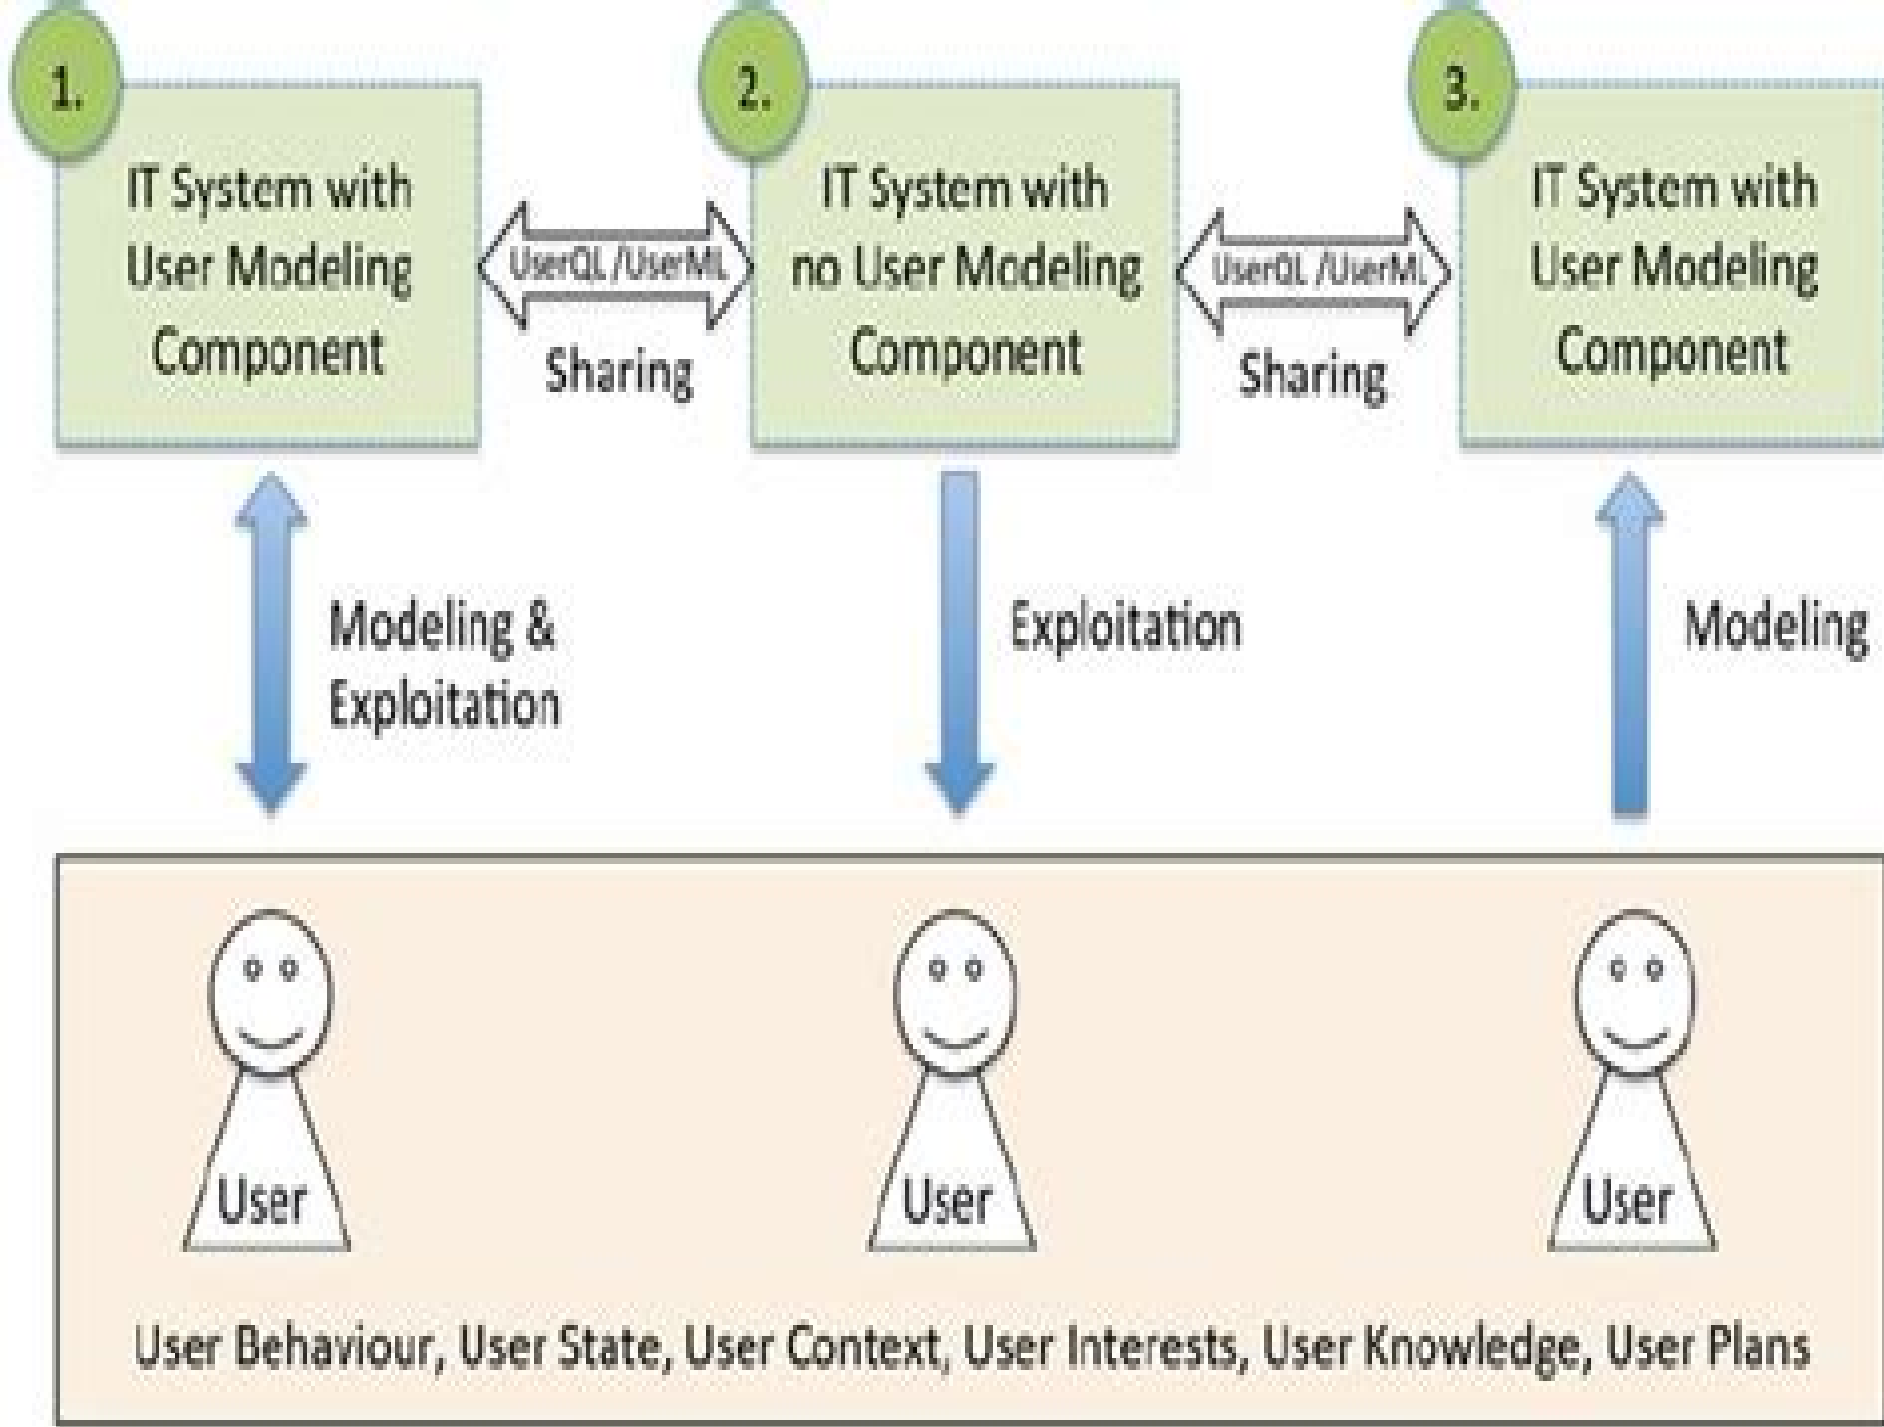 1.
IT System with
User Modeling
Component
UserQL /UserML
Sharing
2.
IT System with
no User Modeling
Component
UserQL /UserML
Sharing
3.
IT System with
User Modeling
Component
Modeling &
Exploitation
Exploitation
Modeling
User
User
User
User Behaviour, User State, User Context, User Interests, User Knowledge, User Plans